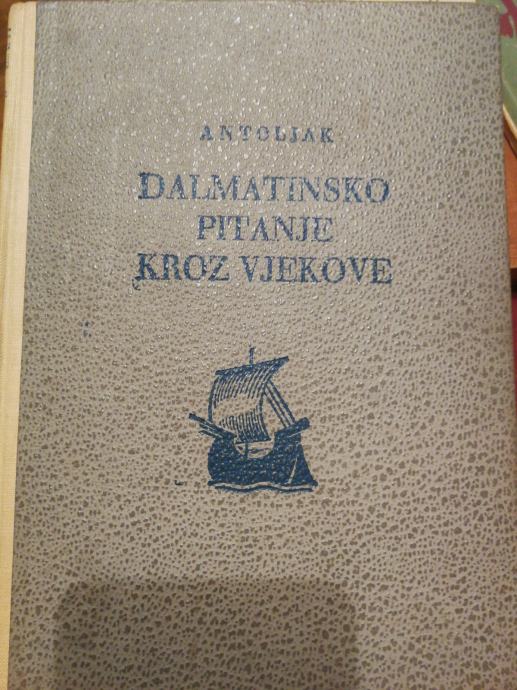 ANTOLJAK
DALMATINSKO
PITANJE
KROZ VJEKOVE